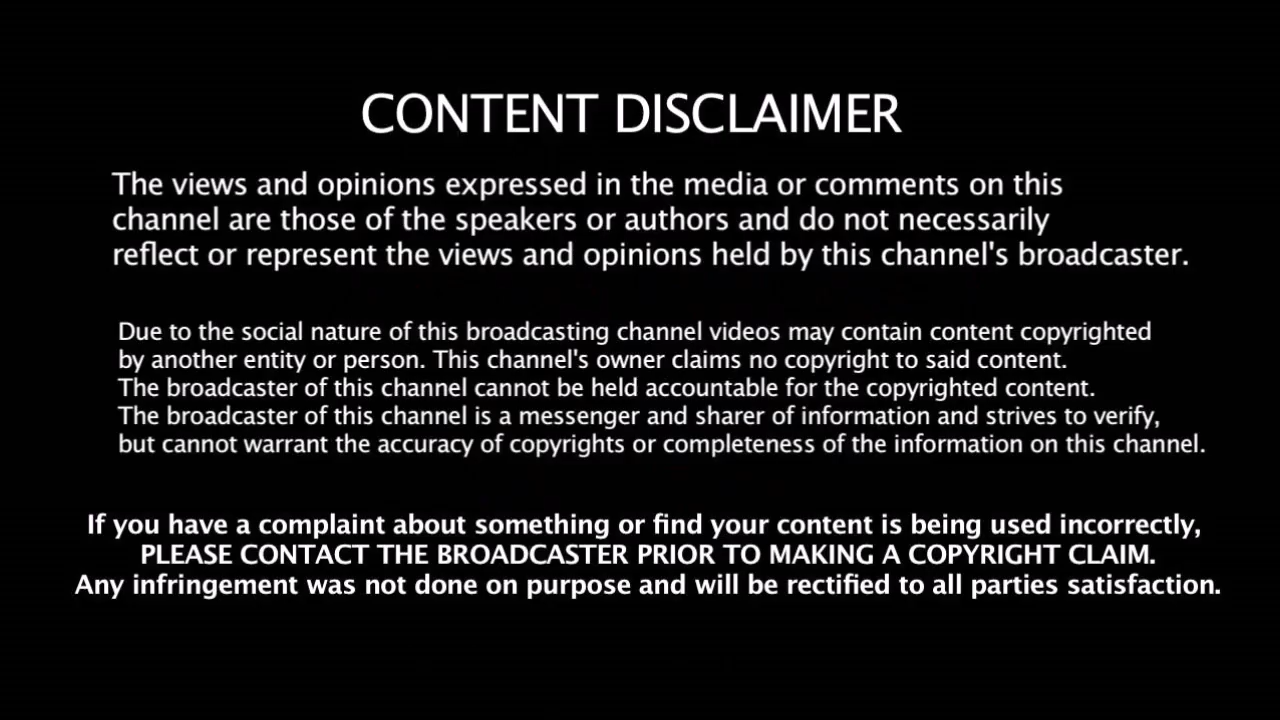 CONTENT DISCLAIMER
The views and opinions expressed in the media or comments on this
channel are those of the speakers or authors and do not necessarily
reflect or represent the views and opinions held by this channel's broadcaster.
Due to the social nature of this broadcasting channel videos may contain content copyrighted
by another entity or person. This channel's owner claims no copyright to said content.
The broadcaster of this channel cannot be held accountable for the copyrighted content.
The broadcaster of this channel is a messenger and sharer of information and strives to verify,
but cannot warrant the accuracy of copyrights or completeness of the information on this channel.
If you have a complaint about something or find your content is being used incorrectly,
PLEASE CONTACT THE BROADCASTER PRIOR TO MAKING A COPYRIGHT CLAIM.
Any infringement was not done on purpose and will be rectified to all parties satisfaction.